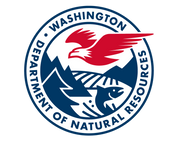 WASHINGTON
DEPARTMENT OF NATURAL RESOURCES